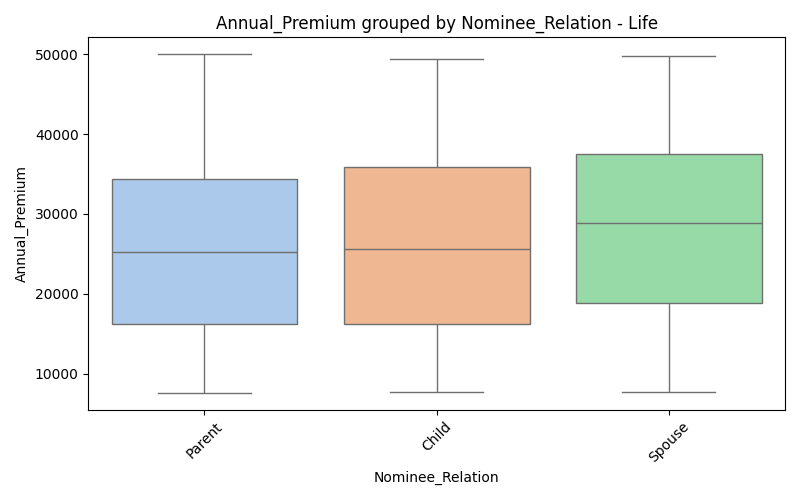 Annual_Premium grouped by Nominee_Relation - Life
50000
40000
30000
20000
10000
Annual_Premium
Parent
Child
Spouse
Nominee_Relation